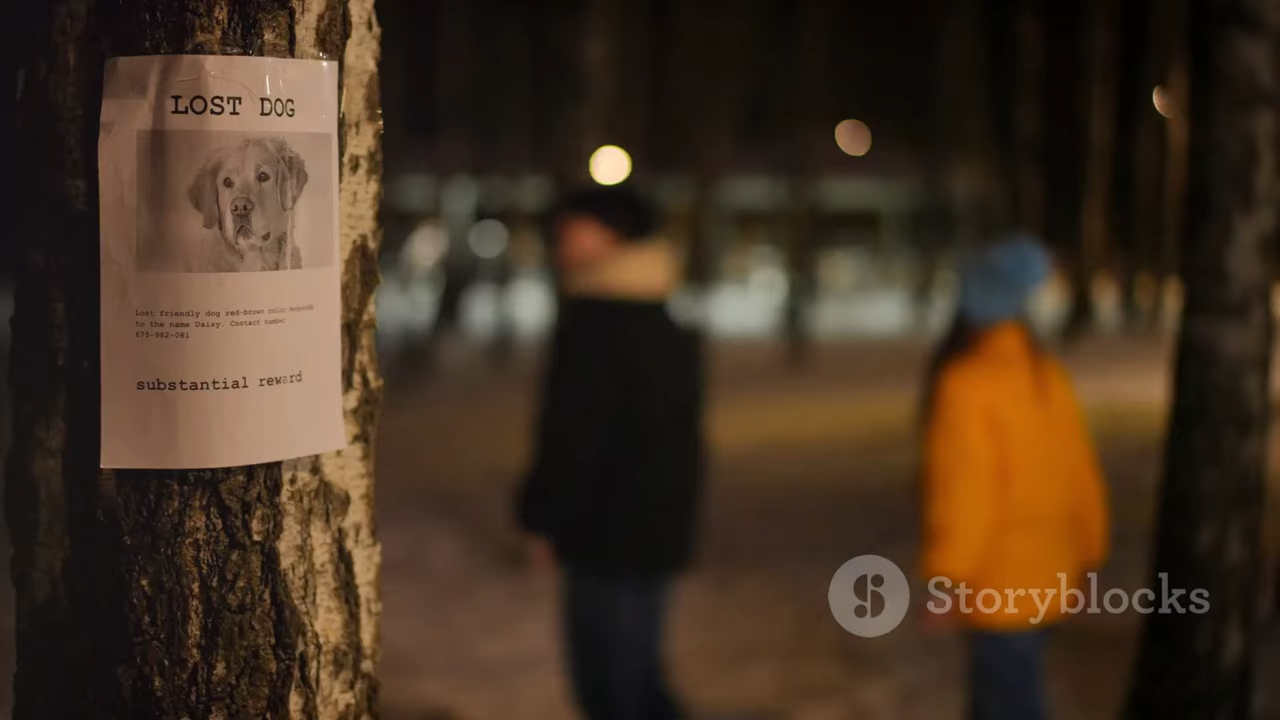 LOST DOG
Lost friendly dog red-brown color Responds
to the name Daisy. Contact number
675-982-081
substantial reward
Storyblocks